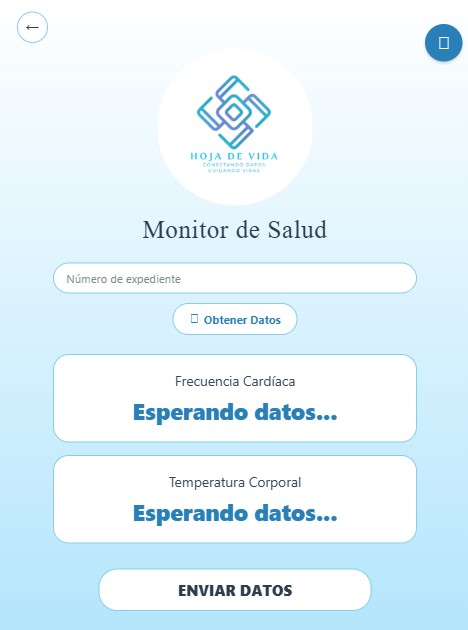 ←
HOJA DE VIDA
CONECTANDO DATOS
CUIDANDO VIDAS
Monitor de Salud
Número de expediente
Obtener Datos
Frecuencia Cardíaca
Esperando datos...
Temperatura Corporal
Esperando datos...
ENVIAR DATOS